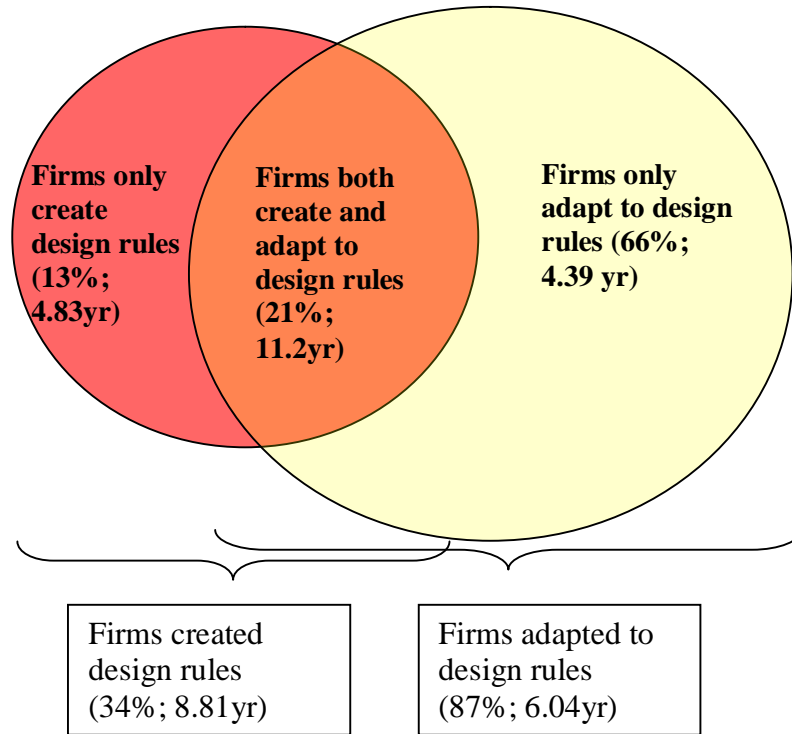 Firms only
create
design rules
(13%;
4.83yr)
Firms both
create and
adapt to
design rules
(21%;
11.2yr)
Firms only
adapt to design
rules (66%;
4.39 yr)
Firms created
design rules
(34%; 8.81yr)
Firms adapted to
design rules
(87%; 6.04yr)